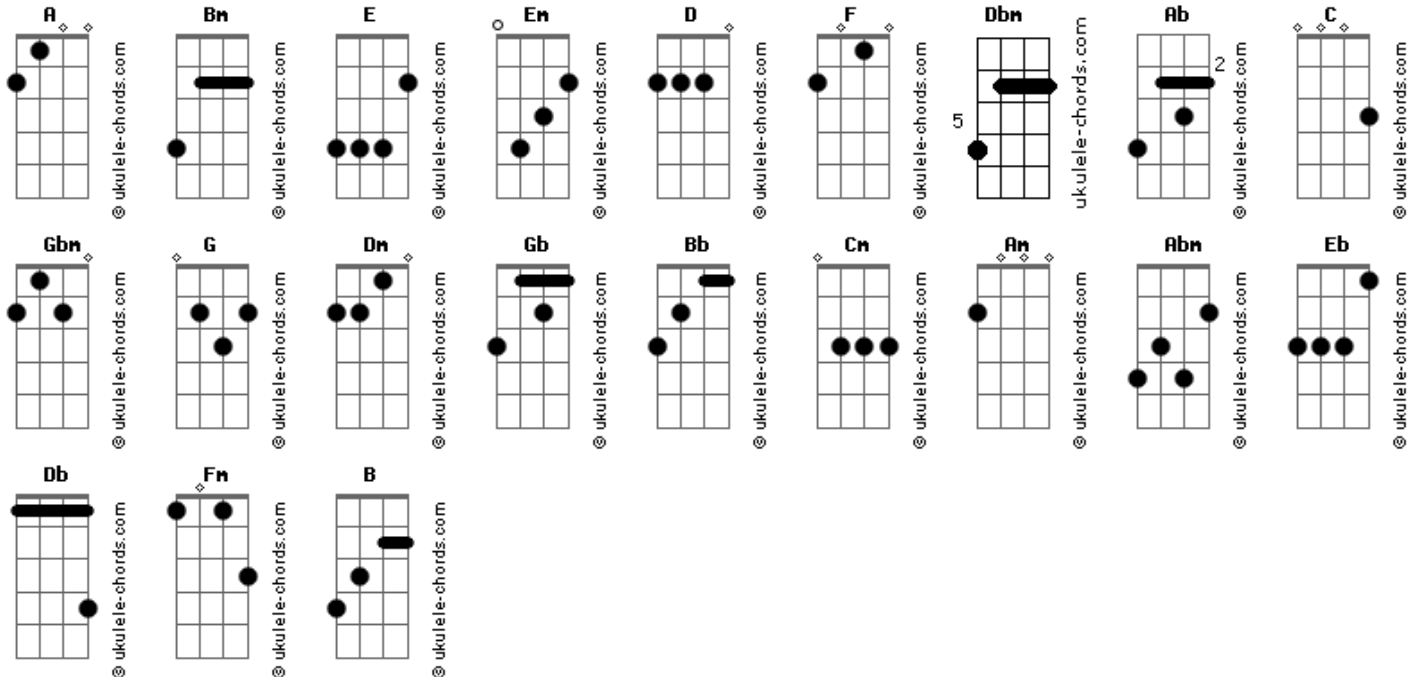 A Bm E Em D F Dbm Ab C
2
5
© ukulele-chords.com © ukulele-chords.com © ukulele-chords.com © ukulele-chords.com © ukulele-chords.com © ukulele-chords.com ukulele-chords.com © ukulele-chords.com © ukulele-chords.com
Gbm G Dm Gb Bb Cm Am Abm Eb
© ukulele-chords.com © ukulele-chords.com © ukulele-chords.com © ukulele-chords.com © ukulele-chords.com © ukulele-chords.com © ukulele-chords.com © ukulele-chords.com © ukulele-chords.com
Db Fm B
© ukulele-chords.com © ukulele-chords.com © ukulele-chords.com